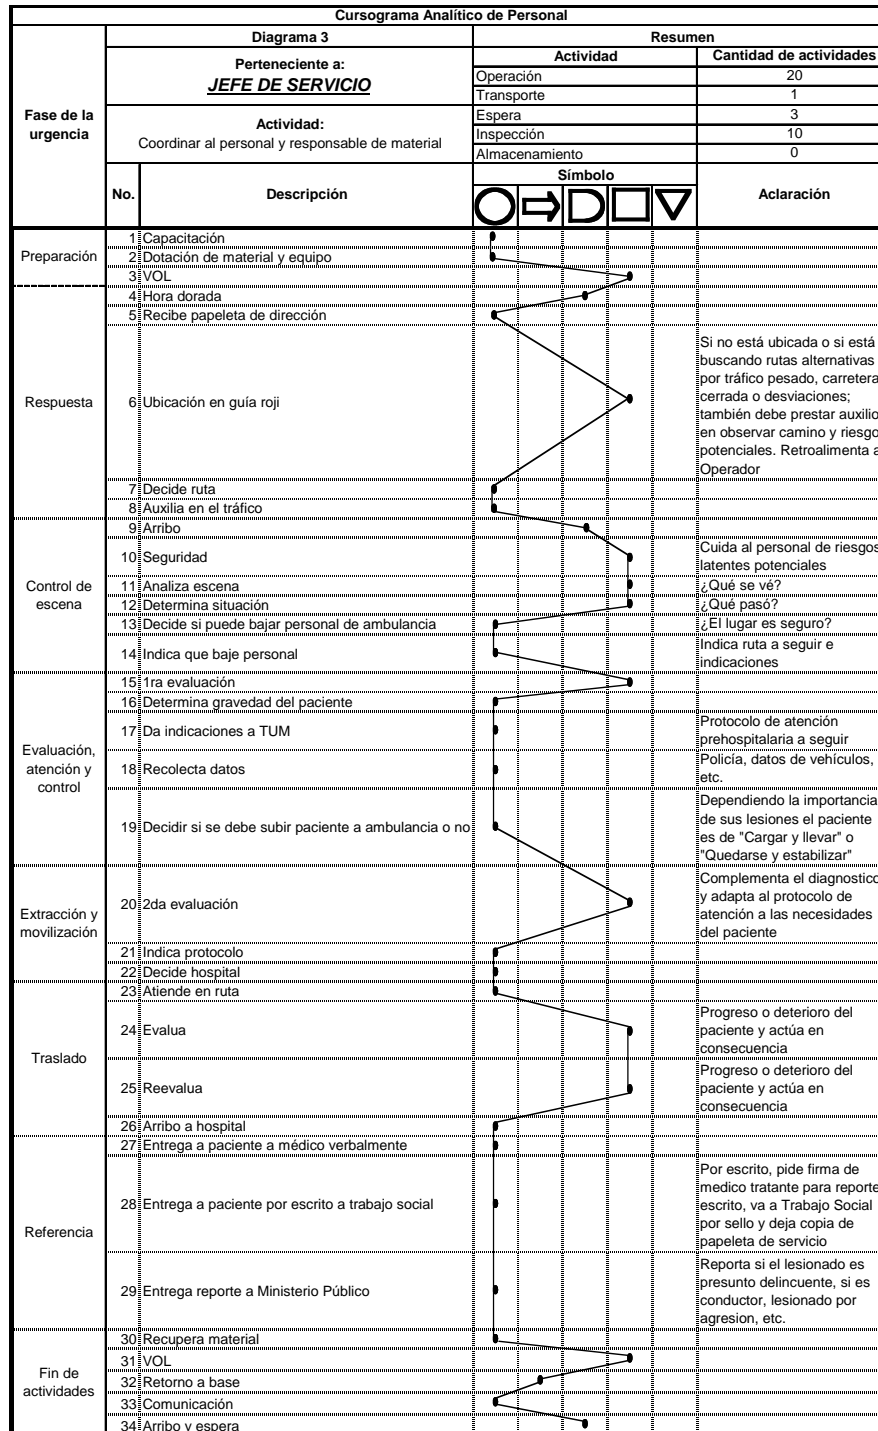 Cursograma Analítico de Personal
Fase de la
urgencia
Diagrama 3
Resumen
Perteneciente a:
JEFE DE SERVICIO
Actividad
Cantidad de actividades
Operación 20
Transporte 1
Actividad:
Coordinar al personal y responsable de material
Espera 3
Inspección 10
Almacenamiento 0
No.
Descripción
Símbolo
Aclaración
Preparación
1 Capacitación
2 Dotación de material y equipo
3 VOL
Respuesta
4 Hora dorada
5 Recibe papeleta de dirección
6 Ubicación en guía roji
Si no está ubicada o si está
buscando rutas alternativas
por tráfico pesado, carretera
cerrada o desviaciones;
también debe prestar auxilio
en observar camino y riesgo
potenciales. Retroalimenta a
Operador
7 Decide ruta
8 Auxilia en el tráfico
Control de
escena
9 Arribo
10 Seguridad
Cuida al personal de riesgos
latentes potenciales
11 Analiza escena
¿Qué se vé?
12 Determina situación
¿Qué pasó?
13 Decide si puede bajar personal de ambulancia
¿El lugar es seguro?
14 Indica que baje personal
Indica ruta a seguir e
indicaciones
Evaluación,
atención y
control
15 1ra evaluación
16 Determina gravedad del paciente
17 Da indicaciones a TUM
Protocolo de atención
prehospitalaria a seguir
18 Recolecta datos
Policía, datos de vehículos,
etc.
19 Decidir si se debe subir paciente a ambulancia o no
Dependiendo la importancia
de sus lesiones el paciente
es de "Cargar y llevar" o
"Quedarse y estabilizar"
Extracción y
movilización
20 2da evaluación
Complementa el diagnostico
y adapta al protocolo de
atención a las necesidades
del paciente
21 Indica protocolo
22 Decide hospital
Traslado
23 Atiende en ruta
24 Evalua
Progreso o deterioro del
paciente y actúa en
consecuencia
25 Reevalua
Progreso o deterioro del
paciente y actúa en
consecuencia
26 Arribo a hospital
Referencia
27 Entrega a paciente a médico verbalmente
28 Entrega a paciente por escrito a trabajo social
Por escrito, pide firma de
medico tratante para reporte
escrito, va a Trabajo Social
por sello y deja copia de
papeleta de servicio
29 Entrega reporte a Ministerio Público
Reporta si el lesionado es
presunto delincuente, si es
conductor, lesionado por
agresion, etc.
Fin de
actividades
30 Recupera material
31 VOL
32 Retorno a base
33 Comunicación
34 Arribo y espera